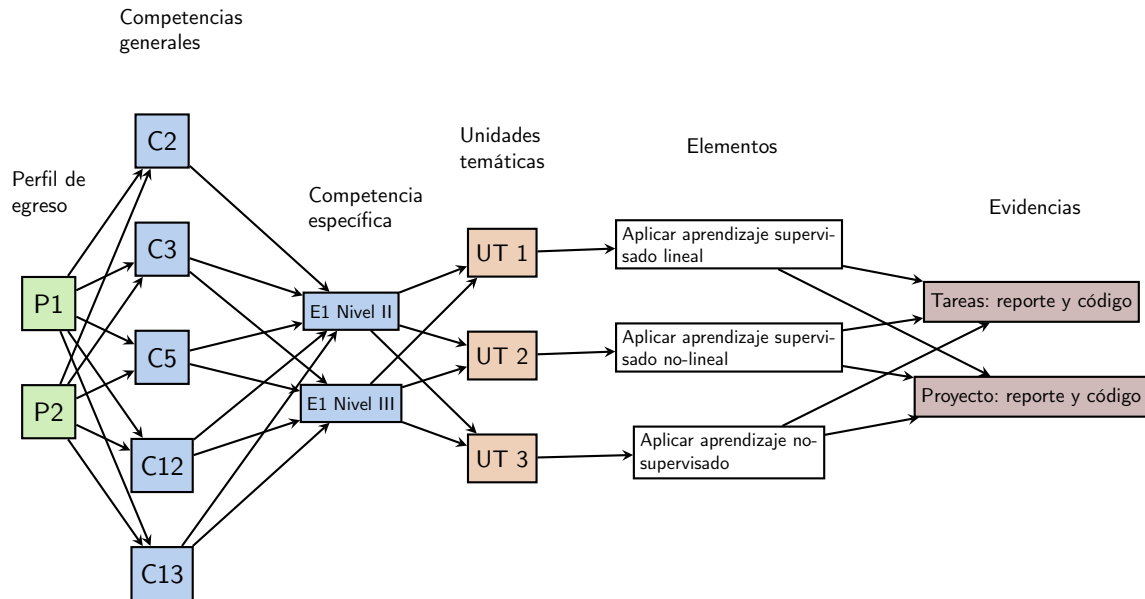 Competencias
generales
Perfil de
egreso
Competencia
específica
Unidades
temáticas
Elementos
Evidencias
P1
P2
C2
C3
C5
C12
C13
E1 Nivel II
E1 Nivel III
UT 1
UT 2
UT 3
Aplicar aprendizaje supervi-
sado lineal
Aplicar aprendizaje supervi-
sado no-lineal
Aplicar aprendizaje no-
supervisado
Tareas: reporte y código
Proyecto: reporte y código